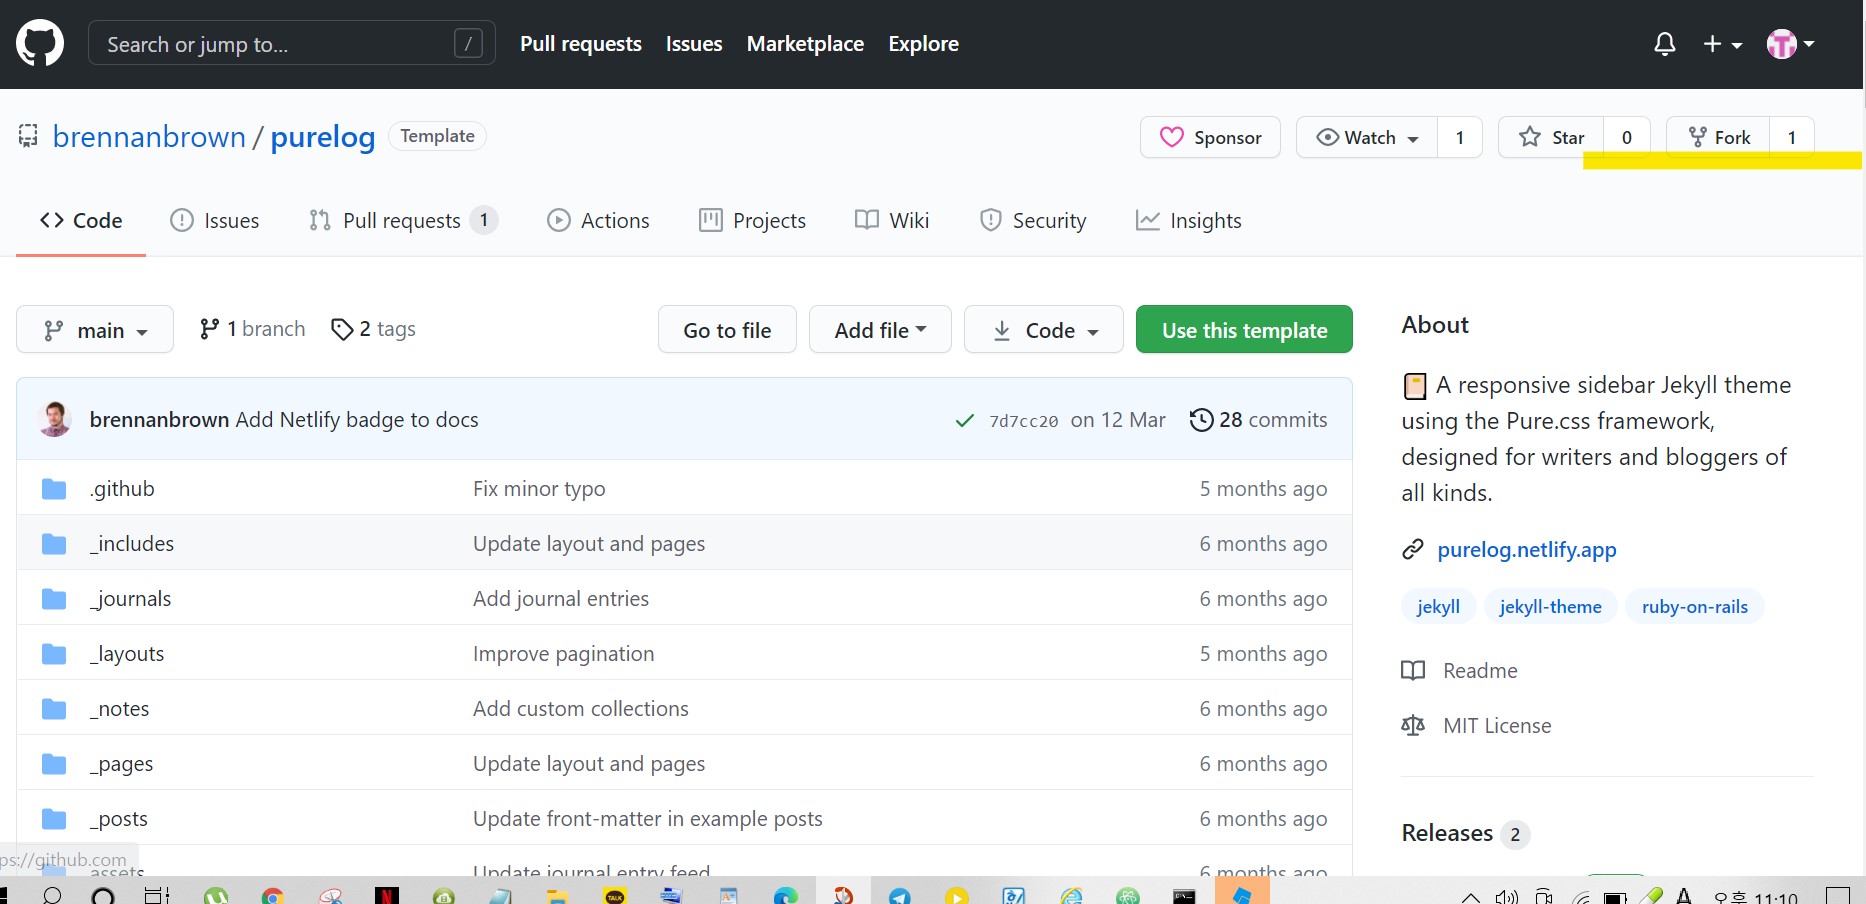 Search or jump to... /
Pull requests Issues Marketplace Explore
brennanbrown / purelog Template
Sponsor Watch 1 Star 0 Fork 1
Code Issues Pull requests 1 Actions Projects Wiki Security Insights
main 1 branch 2 tags Go to file Add file Code Use this template
brennanbrown Add Netlify badge to docs 7d7cc20 on 12 Mar 28 commits
.github Fix minor typo 5 months ago
_includes Update layout and pages 6 months ago
_journals Add journal entries 6 months ago
_layouts Improve pagination 5 months ago
_notes Add custom collections 6 months ago
_pages Update layout and pages 6 months ago
_posts Update front-matter in example posts 6 months ago
assets Update journal entry feed 6 months ago
ps://github.com
About
A responsive sidebar Jekyll theme
using the Pure.css framework,
designed for writers and bloggers of
all kinds.
purelog.netlify.app
jekyll jekyll-theme ruby-on-rails
Readme
MIT License
Releases 2
TALK
A 오후 11:10